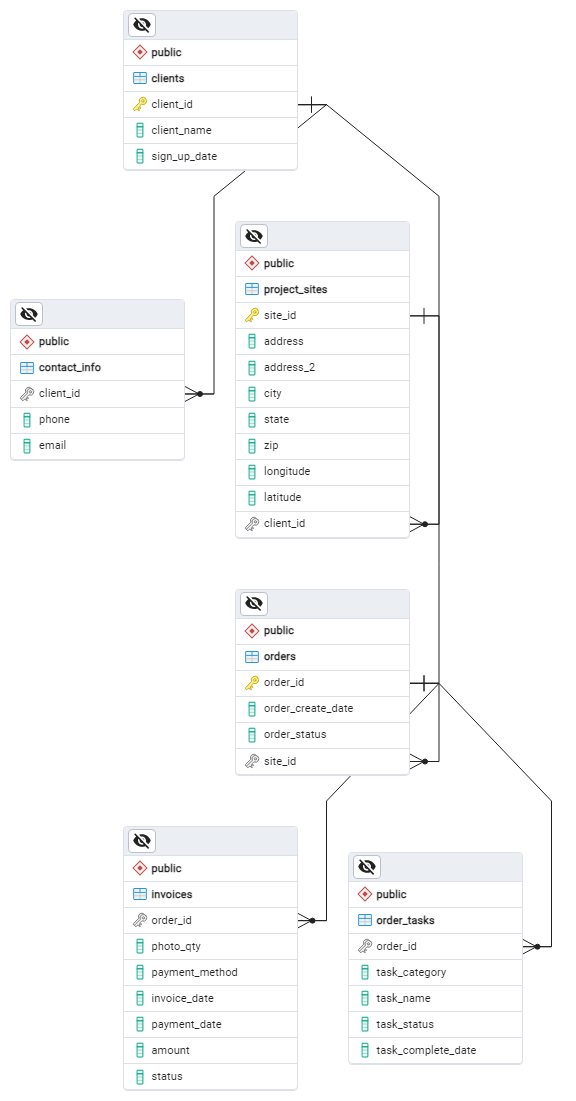 public
clients
client_id
client_name
sign_up_date
public
project_sites
site_id
address
address_2
city
state
zip
longitude
latitude
client_id
public
contact_info
client_id
phone
email
public
orders
order_id
order_create_date
order_status
site_id
public
invoices
order_id
photo_qty
payment_method
invoice_date
payment_date
amount
status
public
order_tasks
order_id
task_category
task_name
task_status
task_complete_date